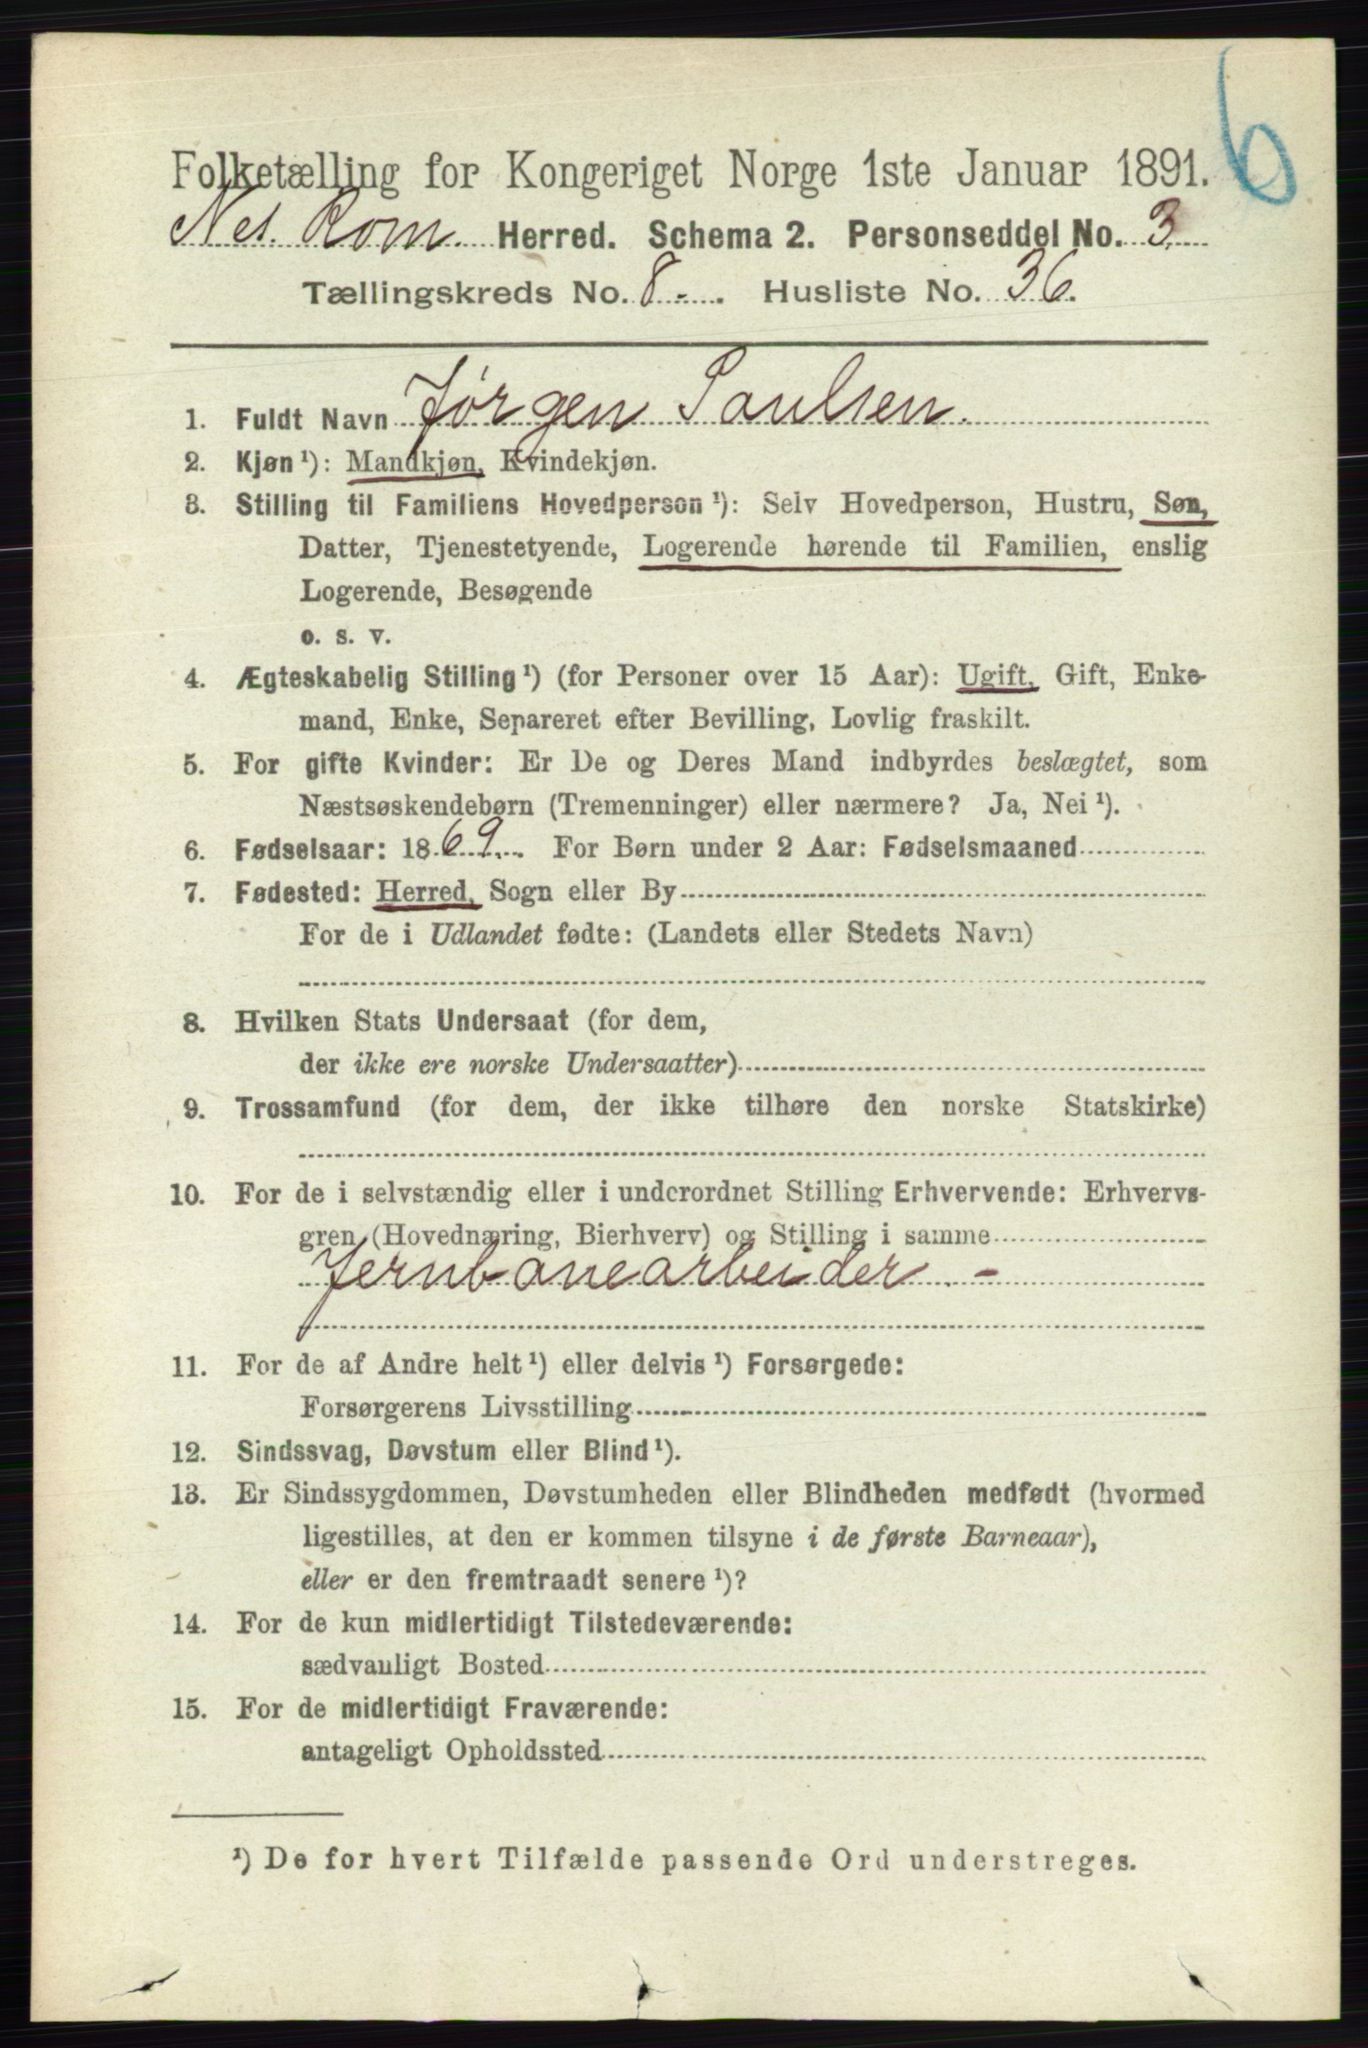 6
Folketælling for Kongeriget Norge 1ste Januar 1891.
Nes. Rom. Herred. Schema 2. Personseddel No. 3
Tællingskreds No. 8 -. Husliste No. 36.
1. Fuldt Navn Jørgen Paulsen.
2. Kjøn ¹): Mandkjøn, Kvindekjøn.
3. Stilling til Familiens Hovedperson ¹): Selv Hovedperson, Hustru, Søn,
Datter, Tjenestetyende, Logerende hørende til Familien, enslig
Logerende, Besøgende
o. s. v.
4. Ægteskabelig Stilling ¹) (for Personer over 15 Aar): Ugift, Gift, Enke-
mand, Enke, Separeret efter Bevilling, Lovlig fraskilt.
5. For gifte Kvinder: Er De og Deres Mand indbyrdes beslægtet, som
Næstsøskendebørn (Tremenninger) eller nærmere? Ja, Nei ¹).
6. Fødselsaar: 1869. For Børn under 2 Aar: Fødselsmaaned
7. Fødested: Herred, Sogn eller By
For de i Udlandet fødte: (Landets eller Stedets Navn)
8. Hvilken Stats Undersaat (for dem,
der ikke ere norske Undersaatter)
9. Trossamfund (for dem, der ikke tilhøre den norske Statskirke)
10. For de i selvstændig eller i underordnet Stilling Erhvervende: Erhvervs-
gren (Hovednæring, Bierhverv) og Stilling i samme
Jernbanearbeider. -
11. For de af Andre helt ¹) eller delvis ¹) Forsørgede:
Forsørgerens Livsstilling
12. Sindssvag, Døvstum eller Blind ¹).
13. Er Sindssygdommen, Døvstumheden eller Blindheden medfødt (hvormed
ligestilles, at den er kommen tilsyne i de første Barneaar),
eller er den fremtraadt senere ¹)?
14. For de kun midlertidigt Tilstedeværende:
sædvanligt Bosted
15. For de midlertidigt Fraværende:
antageligt Opholdssted
¹) De for hvert Tilfælde passende Ord understreges.